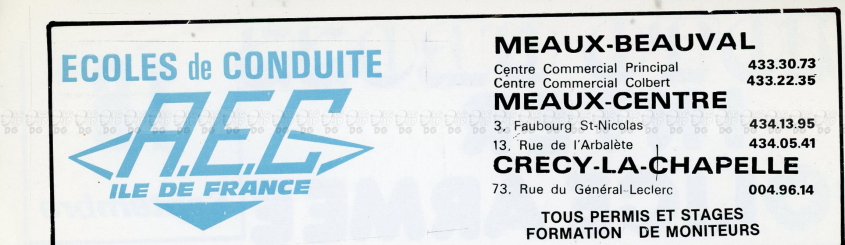 ECOLES de CONDUITE
A.E.C
ILE DE FRANCE
MEAUX-BEAUVAL
Centre Commercial Principal 433.30.73
Centre Commercial Colbert 433.22.35
MEAUX-CENTRE
3, Faubourg St-Nicolas 434.13.95
13, Rue de l'Arbalète 434.05.41
CRECY-LA-CHAPELLE
73, Rue du Général-Leclerc 004.96.14
TOUS PERMIS ET STAGES
FORMATION DE MONITEURS